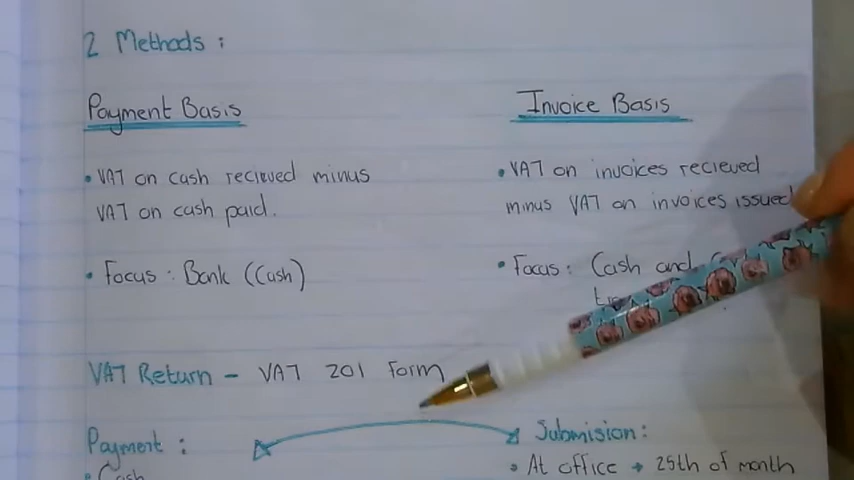 2 Methods :
Payment Basis
• VAT on cash recieved minus
VAT on cash paid.
• Focus : Bank (Cash)
Invoice Basis
• VAT on invoices recieved
minus VAT on invoices issued
• Focus : Cash and
VAT Return - VAT 201 Form
Payment :
• Cash
Submision :
• At office → 25th of month